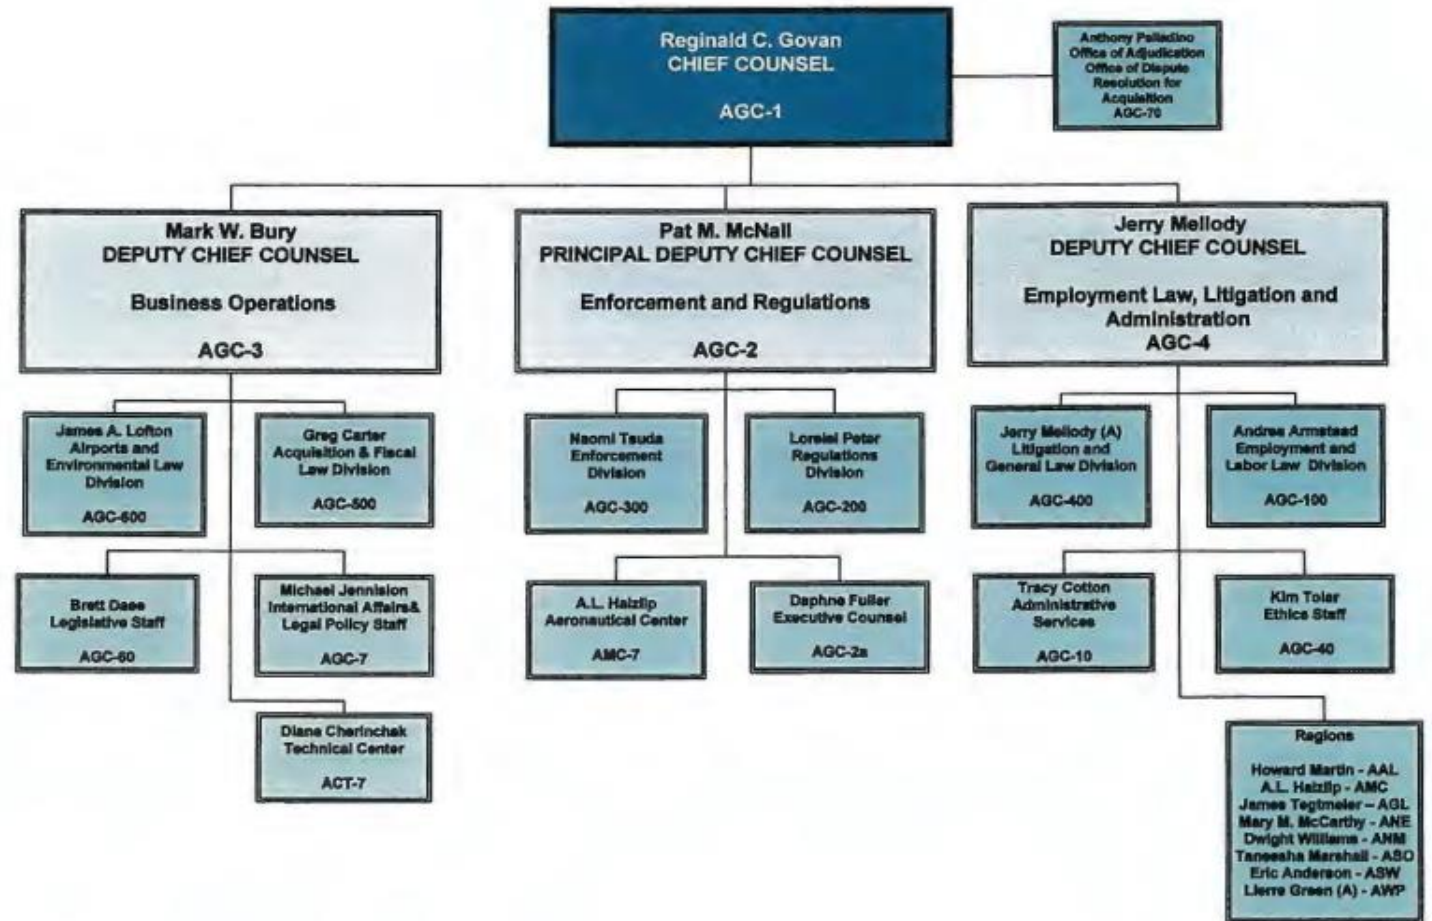 Reginald C. Govan
CHIEF COUNSEL
AGC-1
Anthony Palladino
Office of Adjudication
Office of Dispute
Resolution for
Acquisition
AGC-70
Mark W. Bury
DEPUTY CHIEF COUNSEL
Business Operations
AGC-3
Pat M. McNall
PRINCIPAL DEPUTY CHIEF COUNSEL
Enforcement and Regulations
AGC-2
Jerry Mellody
DEPUTY CHIEF COUNSEL
Employment Law, Litigation and
Administration
AGC-4
James A. Lofton
Airports and
Environmental Law
Division
AGC-600
Greg Carter
Acquisition & Fiscal
Law Division
AGC-500
Naomi Tsuda
Enforcement
Division
AGC-300
Lorelei Peter
Regulations
Division
AGC-200
Jerry Mellody (A)
Litigation and
General Law Division
AGC-400
Andrea Armstead
Employment and
Labor Law Division
AGC-100
Brett Dase
Legislative Staff
AGC-60
Michael Jennision
International Affairs&
Legal Policy Staff
AGC-7
A.L. Haizlip
Aeronautical Center
AMC-7
Daphne Fuller
Executive Counsel
AGC-2a
Tracy Cotton
Administrative
Services
AGC-10
Kim Toler
Ethics Staff
AGC-40
Diane Cherinchak
Technical Center
ACT-7
Regions
Howard Martin - AAL
A.L. Haizlip - AMC
James Tegtmeier – AGL
Mary M. McCarthy - ANE
Dwight Williams - ANM
Taneesha Marshall - ASO
Eric Anderson - ASW
Lierre Green (A) - AWP